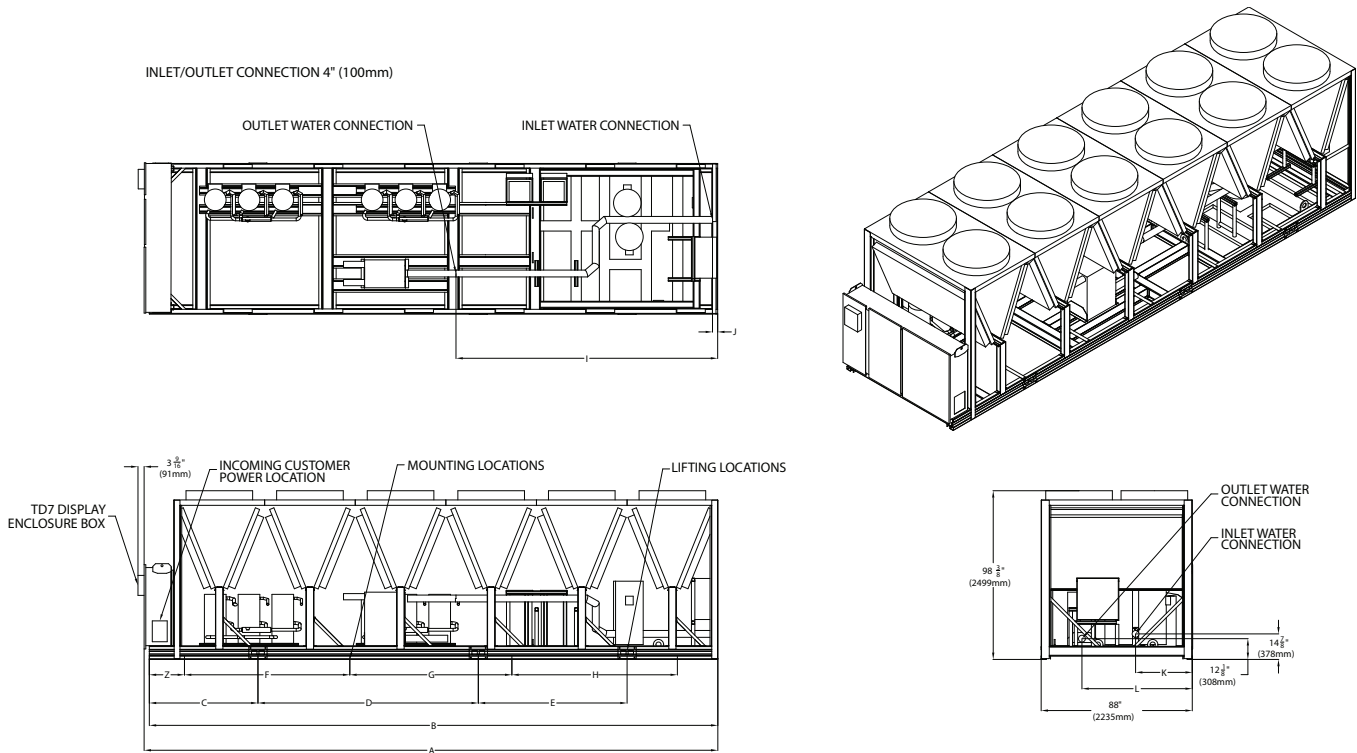 INLET/OUTLET CONNECTION 4" (100mm)
OUTLET WATER CONNECTION
INLET WATER CONNECTION
J
I
3 9/16"
(91mm)
INCOMING CUSTOMER
POWER LOCATION
MOUNTING LOCATIONS
LIFTING LOCATIONS
TD7 DISPLAY
ENCLOSURE BOX
Z
F
G
H
C
D
E
B
A
OUTLET WATER
CONNECTION
INLET WATER
CONNECTION
98 3/8"
(2499mm)
14 7/8"
(378mm)
12 1/8"
(308mm)
K
L
88"
(2235mm)